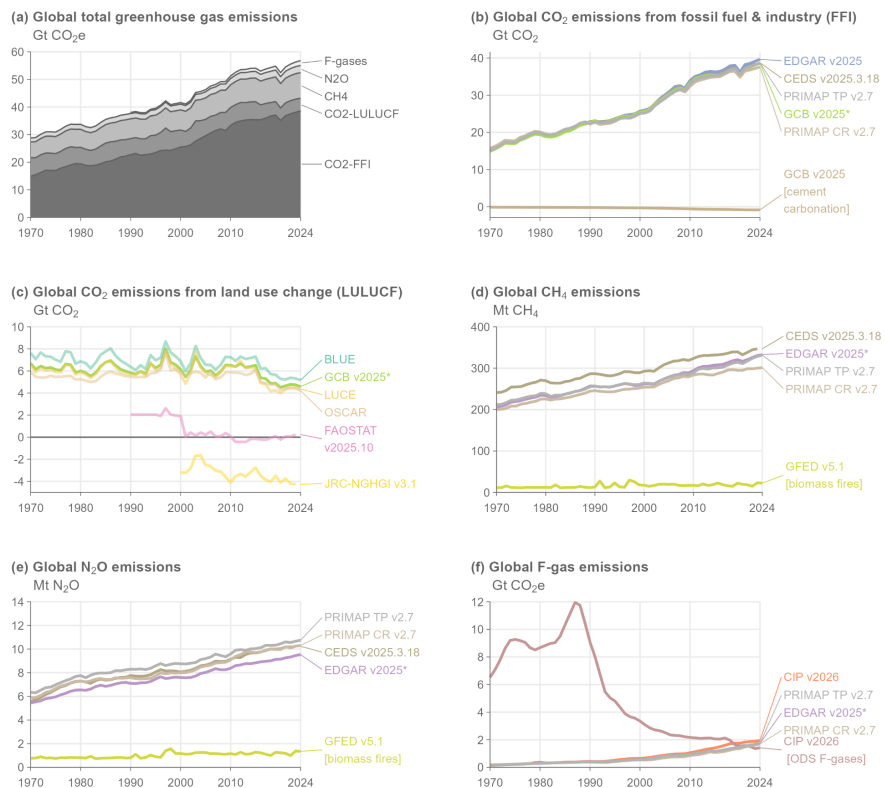 (a) Global total greenhouse gas emissions
Gt CO2e
60
50
40
30
20
10
0
1970
1980
1990
2000
2010
2024
F-gases
N2O
CH4
CO2-LULUCF
CO2-FFI
(b) Global CO2 emissions from fossil fuel & industry (FFI)
Gt CO2
40
30
20
10
0
1970
1980
1990
2000
2010
2024
EDGAR v2025
CEDS v2025.3.18
PRIMAP TP v2.7
GCB v2025*
PRIMAP CR v2.7
GCB v2025
[cement
carbonation]
(c) Global CO2 emissions from land use change (LULUCF)
Gt CO2
10
8
6
4
2
0
-2
-4
1970
1980
1990
2000
2010
2024
BLUE
GCB v2025*
LUCE
OSCAR
FAOSTAT
v2025.10
JRC-NGHGI v3.1
(d) Global CH4 emissions
Mt CH4
400
300
200
100
0
1970
1980
1990
2000
2010
2024
CEDS v2025.3.18
EDGAR v2025*
PRIMAP TP v2.7
PRIMAP CR v2.7
GFED v5.1
[biomass fires]
(e) Global N2O emissions
Mt N2O
14
12
10
8
6
4
2
0
1970
1980
1990
2000
2010
2024
PRIMAP TP v2.7
PRIMAP CR v2.7
CEDS v2025.3.18
EDGAR v2025*
GFED v5.1
[biomass fires]
(f) Global F-gas emissions
Gt CO2e
12
10
8
6
4
2
0
1970
1980
1990
2000
2010
2024
CIP v2026
PRIMAP TP v2.7
EDGAR v2025*
PRIMAP CR v2.7
CIP v2026
[ODS F-gases]